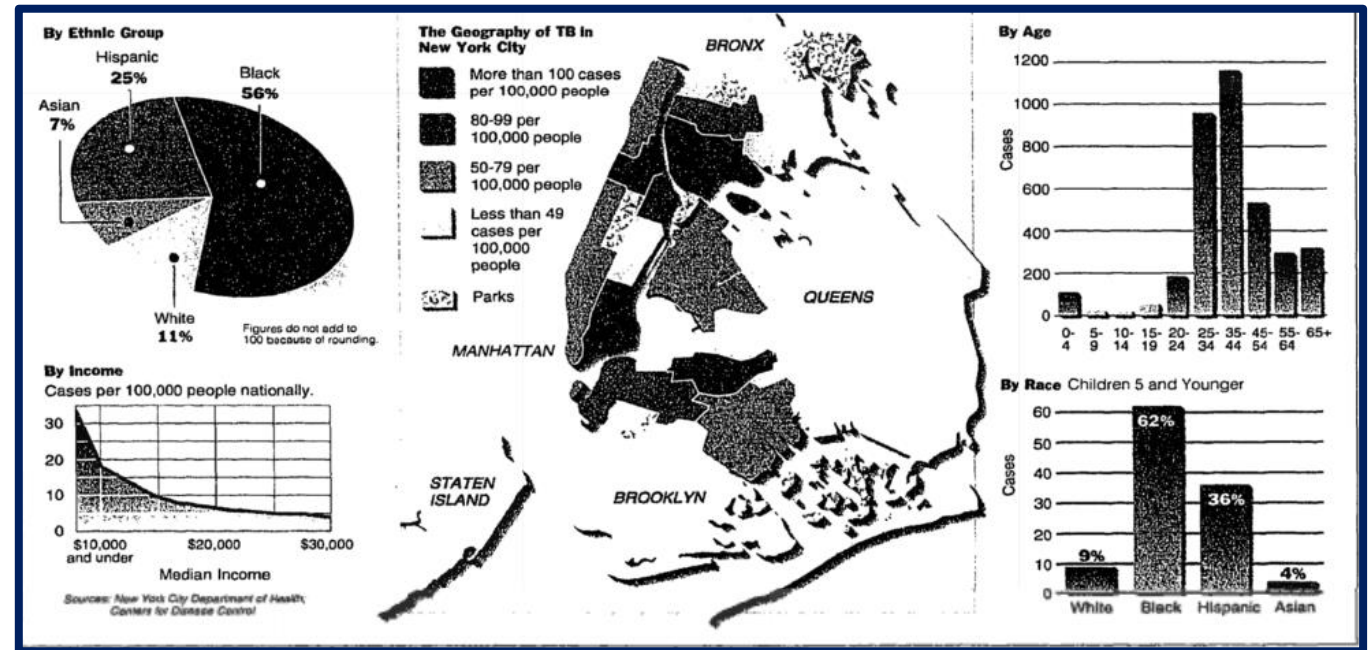 By Ethnic Group
Hispanic
25%
Black
56%
Asian
7%
White
11%
Figures do not add to
100 because of rounding.
By Income
Cases per 100,000 people nationally.
30
20
10
0
$10,000
and under
$20,000
$30,000
Median Income
Sources: New York City Department of Health;
Centers for Disease Control
The Geography of TB in
New York City
More than 100 cases
per 100,000 people
80-99 per
100,000 people
50-79 per
100,000 people
Less than 49
cases per
100,000
people
Parks
BRONX
QUEENS
MANHATTAN
STATEN
ISLAND
BROOKLYN
By Age
Cases
1200
1000
800
600
400
200
0
0-
4
5-
9
10-
14
15-
19
20-
24
25-
34
35-
44
45-
54
55-
64
65+
By Race Children 5 and Younger
Cases
60
50
40
30
20
10
0
9%
62%
36%
4%
White Black Hispanic Asian